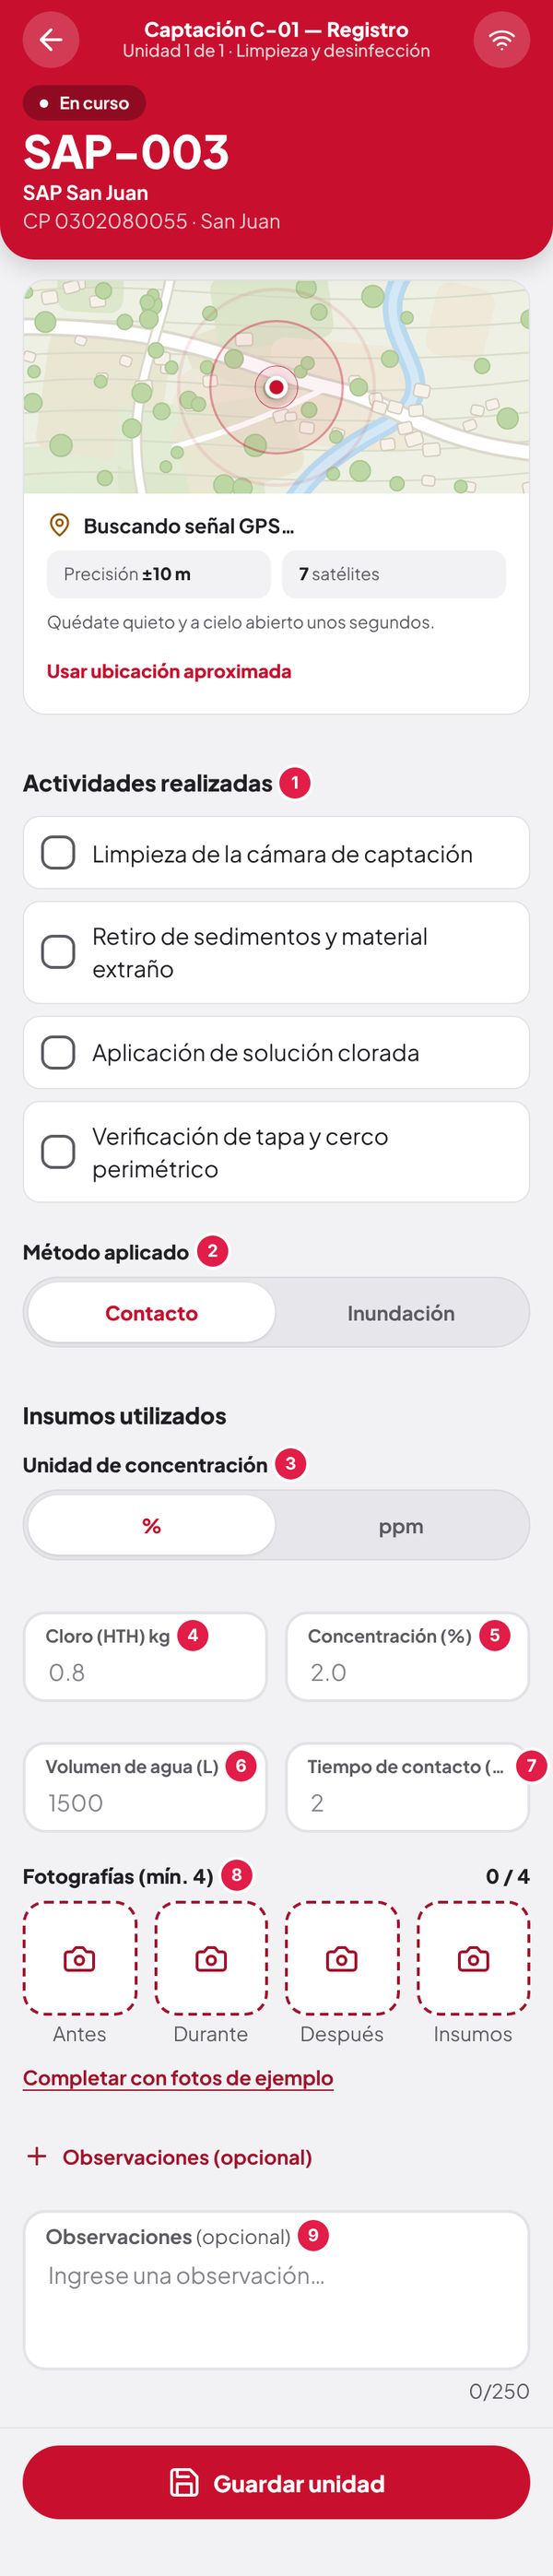 Captación C-01 — Registro
Unidad 1 de 1 · Limpieza y desinfección
En curso
SAP-003
SAP San Juan
CP 0302080055 · San Juan
Buscando señal GPS...
Precisión ±10 m
7 satélites
Quédate quieto y a cielo abierto unos segundos.
Usar ubicación aproximada
Actividades realizadas 1
Limpieza de la cámara de captación
Retiro de sedimentos y material
extraño
Aplicación de solución clorada
Verificación de tapa y cerco
perimétrico
Método aplicado 2
Contacto
Inundación
Insumos utilizados
Unidad de concentración 3
%
ppm
Cloro (HTH) kg 4
0.8
Concentración (%) 5
2.0
Volumen de agua (L) 6
1500
Tiempo de contacto (... 7
2
Fotografías (mín. 4) 8
0 / 4
Antes
Durante
Después
Insumos
Completar con fotos de ejemplo
+ Observaciones (opcional)
Observaciones (opcional) 9
Ingrese una observación...
0/250
Guardar unidad